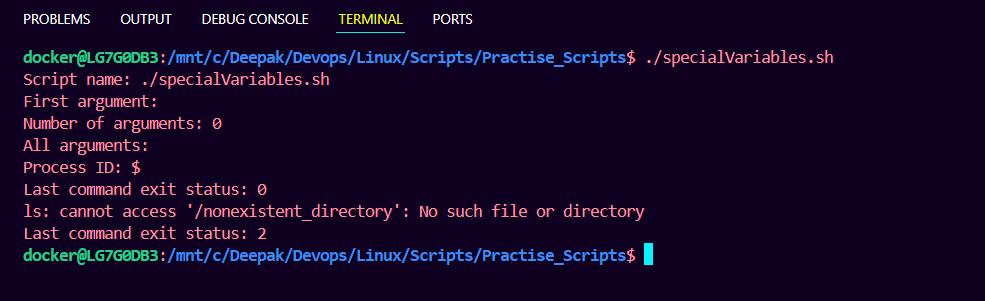 PROBLEMS OUTPUT DEBUG CONSOLE TERMINAL PORTS
docker@LG7G0DB3:/mnt/c/Deepak/Devops/Linux/Scripts/Practise_Scripts$ ./specialVariables.sh
Script name: ./specialVariables.sh
First argument:
Number of arguments: 0
All arguments:
Process ID: $
Last command exit status: 0
ls: cannot access '/nonexistent_directory': No such file or directory
Last command exit status: 2
docker@LG7G0DB3:/mnt/c/Deepak/Devops/Linux/Scripts/Practise_Scripts$